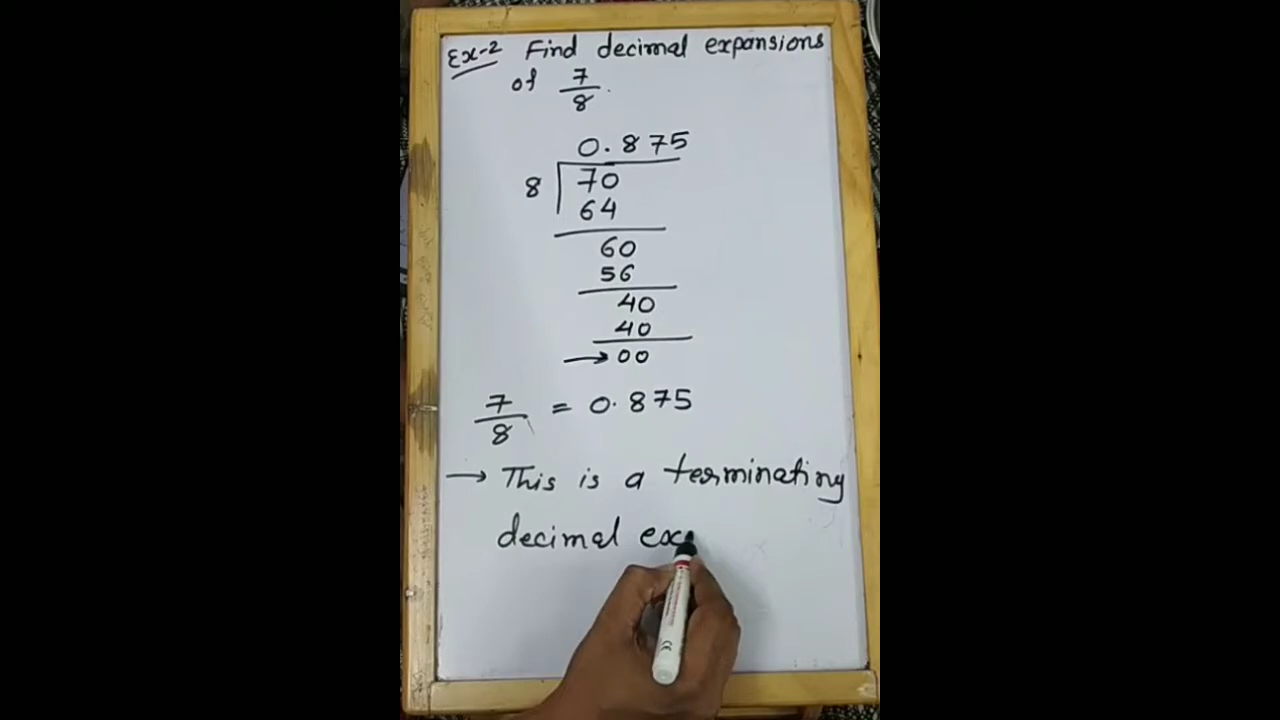 Ex-2 Find decimal expansions
of 7/8.
0.875
8 70
64
60
56
40
40
→ 00
7/8 = 0.875
→ This is a terminating
decimal ex